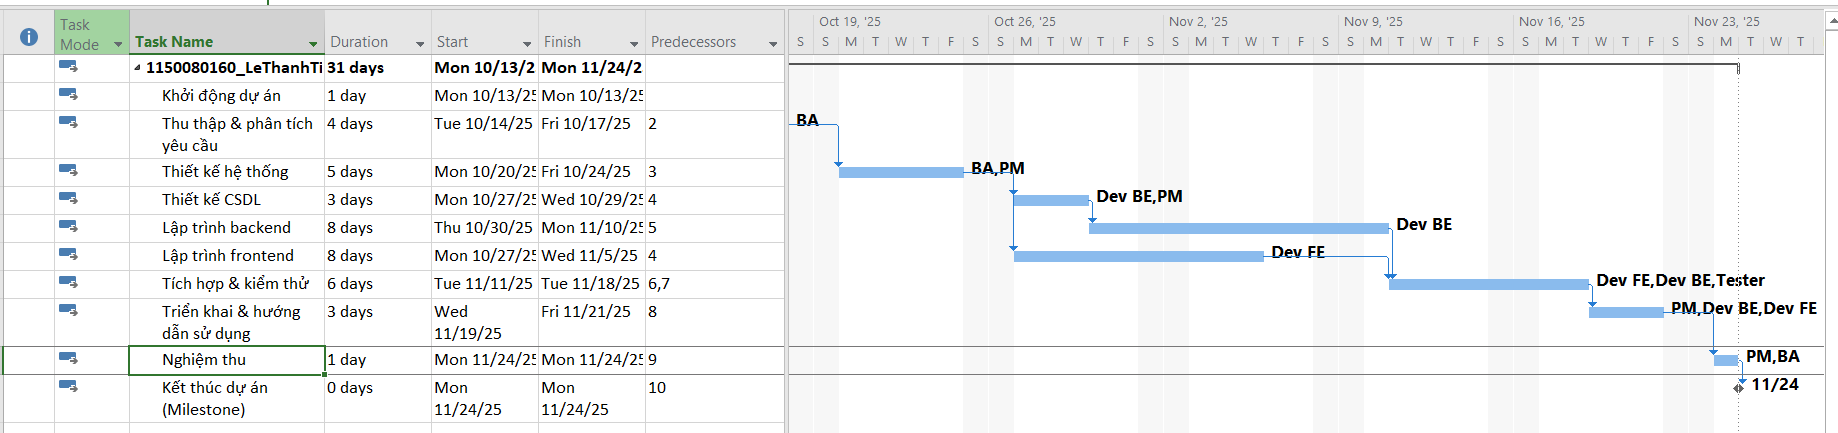 Task Mode
Task Name Duration Start Finish Predecessors
Oct 19, '25 Oct 26, '25 Nov 2, '25 Nov 9, '25 Nov 16, '25 Nov 23, '25
S S M T W T F S S M T W T F S S M T W T F S S M T W T F S S M T W T F S S M T W T
1150080160_LeThanhTi 31 days Mon 10/13/2 Mon 11/24/2
Khởi động dự án 1 day Mon 10/13/25 Mon 10/13/25
Thu thập & phân tích yêu cầu 4 days Tue 10/14/25 Fri 10/17/25 2 BA
Thiết kế hệ thống 5 days Mon 10/20/25 Fri 10/24/25 3 BA,PM
Thiết kế CSDL 3 days Mon 10/27/25 Wed 10/29/25 4 Dev BE,PM
Lập trình backend 8 days Thu 10/30/25 Mon 11/10/25 5 Dev BE
Lập trình frontend 8 days Mon 10/27/25 Wed 11/5/25 4 Dev FE
Tích hợp & kiểm thử 6 days Tue 11/11/25 Tue 11/18/25 6,7 Dev FE,Dev BE,Tester
Triển khai & hướng dẫn sử dụng 3 days Wed 11/19/25 Fri 11/21/25 8 PM,Dev BE,Dev FE
Nghiệm thu 1 day Mon 11/24/25 Mon 11/24/25 9 PM,BA
Kết thúc dự án (Milestone) 0 days Mon 11/24/25 Mon 11/24/25 10 11/24